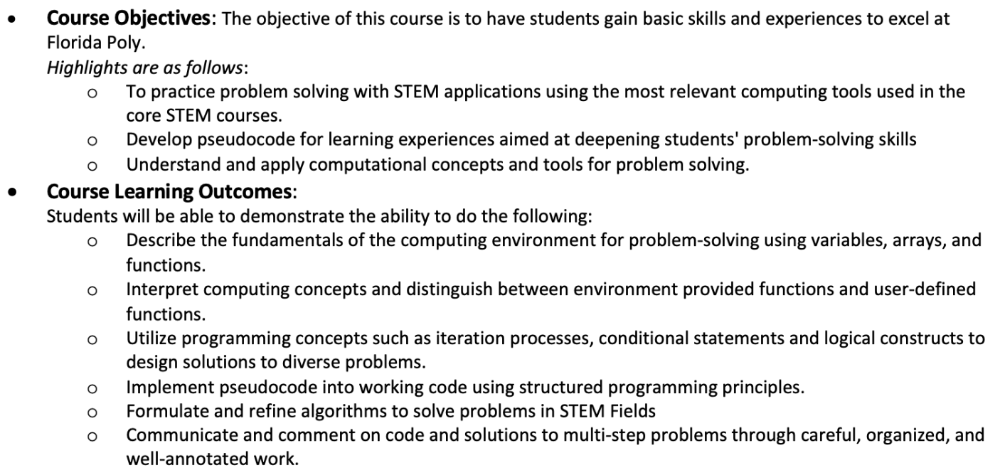 • Course Objectives: The objective of this course is to have students gain basic skills and experiences to excel at
Florida Poly.
Highlights are as follows:
o To practice problem solving with STEM applications using the most relevant computing tools used in the
core STEM courses.
o Develop pseudocode for learning experiences aimed at deepening students' problem-solving skills
o Understand and apply computational concepts and tools for problem solving.
• Course Learning Outcomes:
Students will be able to demonstrate the ability to do the following:
o Describe the fundamentals of the computing environment for problem-solving using variables, arrays, and
functions.
o Interpret computing concepts and distinguish between environment provided functions and user-defined
functions.
o Utilize programming concepts such as iteration processes, conditional statements and logical constructs to
design solutions to diverse problems.
o Implement pseudocode into working code using structured programming principles.
o Formulate and refine algorithms to solve problems in STEM Fields
o Communicate and comment on code and solutions to multi-step problems through careful, organized, and
well-annotated work.